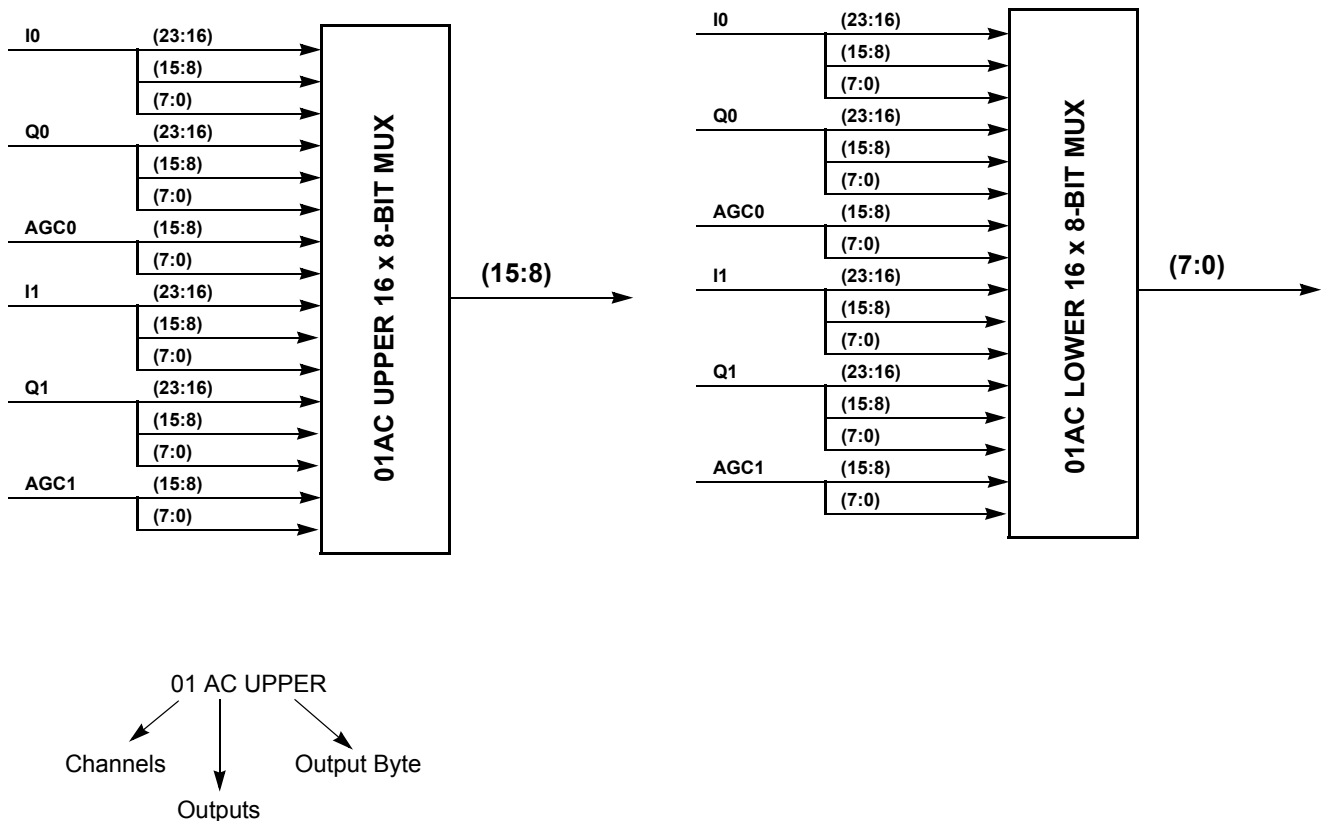 I0 (23:16)
(15:8)
(7:0)
Q0 (23:16)
(15:8)
(7:0)
AGC0 (15:8)
(7:0)
I1 (23:16)
(15:8)
(7:0)
Q1 (23:16)
(15:8)
(7:0)
AGC1 (15:8)
(7:0)
01AC UPPER 16 x 8-BIT MUX
(15:8)
I0 (23:16)
(15:8)
(7:0)
Q0 (23:16)
(15:8)
(7:0)
AGC0 (15:8)
(7:0)
I1 (23:16)
(15:8)
(7:0)
Q1 (23:16)
(15:8)
(7:0)
AGC1 (15:8)
(7:0)
01AC LOWER 16 x 8-BIT MUX
(7:0)
01 AC UPPER
Channels
Output Byte
Outputs